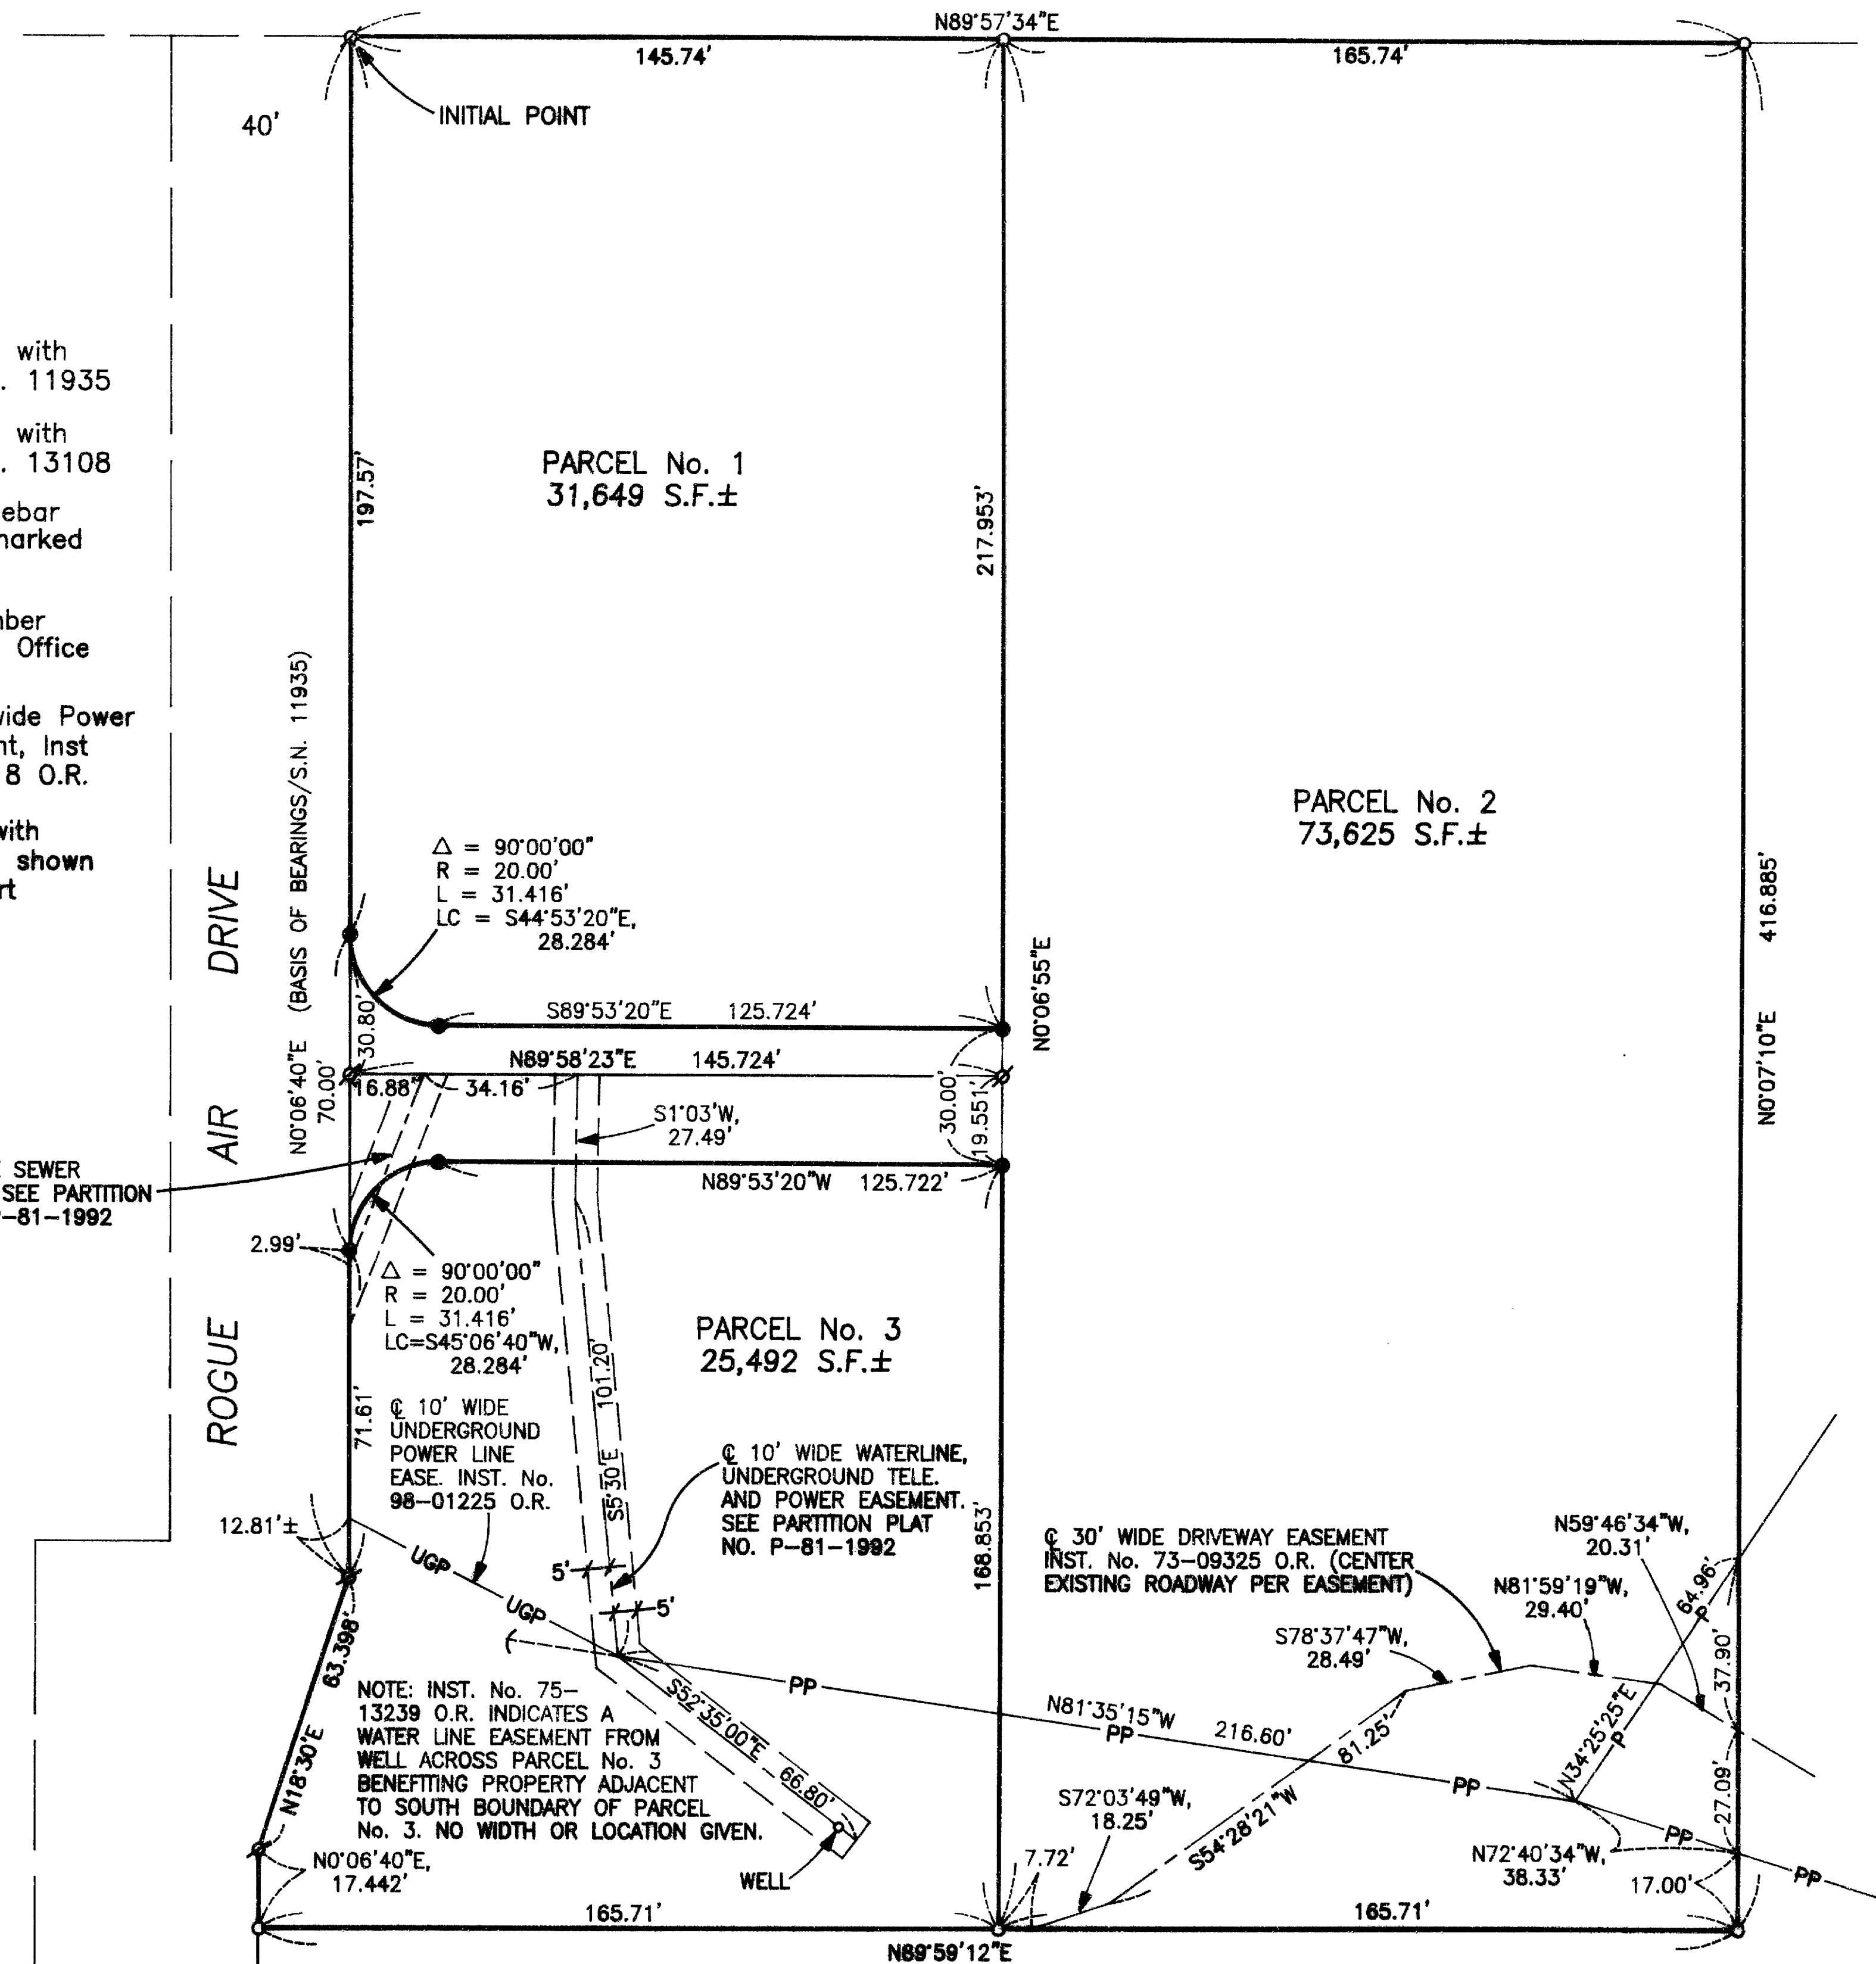 N89°57'34"E
145.74'
165.74'
INITIAL POINT
40'
with
. 11935
with
. 13108
ebar
marked
nber
Office
wide Power
nt, Inst
8 O.R.
with
shown
rt
197.57'
PARCEL No. 1
31,649 S.F.±
217.953'
PARCEL No. 2
73,625 S.F.±
416.885'
N0°07'10"E
N0°06'55"E
ROGUE AIR DRIVE
N0°06'40"E (BASIS OF BEARINGS/S.N. 11935)
70.00'
△ = 90°00'00"
R = 20.00'
L = 31.416'
LC = S44°53'20"E,
28.284'
30.80'
S89°53'20"E 125.724'
N89°58'23"E 145.724'
16.88'
34.16'
S1°03'W,
27.49'
30.00'
19.551'
N89°53'20"W 125.722'
SEWER
SEE PARTITION
P-81-1992
2.99'
△ = 90°00'00"
R = 20.00'
L = 31.416'
LC=S45°06'40"W,
28.284'
PARCEL No. 3
25,492 S.F.±
71.61'
℄ 10' WIDE
UNDERGROUND
POWER LINE
EASE. INST. No.
98-01225 O.R.
S5°30'E 101.20'
℄ 10' WIDE WATERLINE,
UNDERGROUND TELE.
AND POWER EASEMENT.
SEE PARTITION PLAT
NO. P-81-1992
168.853'
℄ 30' WIDE DRIVEWAY EASEMENT
INST. No. 73-09325 O.R. (CENTER
EXISTING ROADWAY PER EASEMENT)
N59°46'34"W,
20.31'
N81°59'19"W,
29.40'
S78°37'47"W,
28.49'
64.96'
P
37.90'
12.81'±
UGP
UGP
5'
5'
63.398'
N18°30'E
NOTE: INST. No. 75-
13239 O.R. INDICATES A
WATER LINE EASEMENT FROM
WELL ACROSS PARCEL No. 3
BENEFITING PROPERTY ADJACENT
TO SOUTH BOUNDARY OF PARCEL
No. 3. NO WIDTH OR LOCATION GIVEN.
S52°35'00"E 66.80'
PP
N81°35'15"W 216.60'
PP
PP
PP
PP
N34°25'25"E
P
81.25'
S54°28'21"W
S72°03'49"W,
18.25'
27.09'
N72°40'34"W,
38.33'
17.00'
7.72'
WELL
N0°06'40"E,
17.442'
165.71'
165.71'
N89°59'12"E